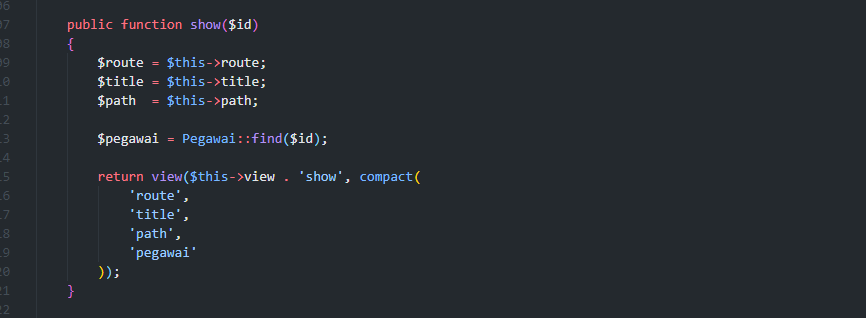 06
07 public function show($id)
08 {
09 $route = $this->route;
10 $title = $this->title;
11 $path  = $this->path;
12
13 $pegawai = Pegawai::find($id);
14
15 return view($this->view . 'show', compact(
16 'route',
17 'title',
18 'path',
19 'pegawai'
20 ));
21 }
22